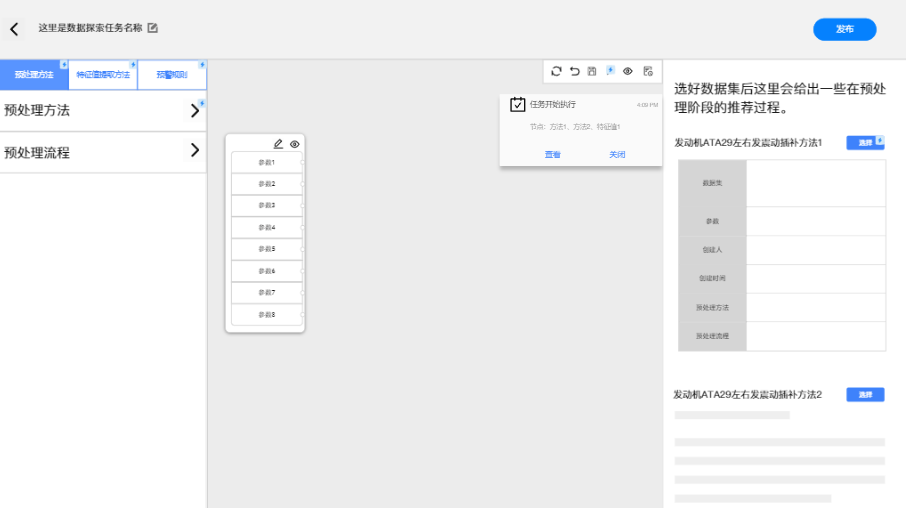 这里是数据探索任务名称
发布
预处理方法
特征值提取方法
预警规则
预处理方法
预处理流程
参数1
参数2
参数3
参数4
参数5
参数6
参数7
参数8
任务开始执行
4:00 PM
节点：方法1、方法2、特征值1
查看
关闭
选好数据集后这里会给出一些在预处
理阶段的推荐过程。
发动机ATA29左右发震动插补方法1
选择
数据集
参数
创建人
创建时间
预处理方法
预处理流程
发动机ATA29左右发震动插补方法2
选择